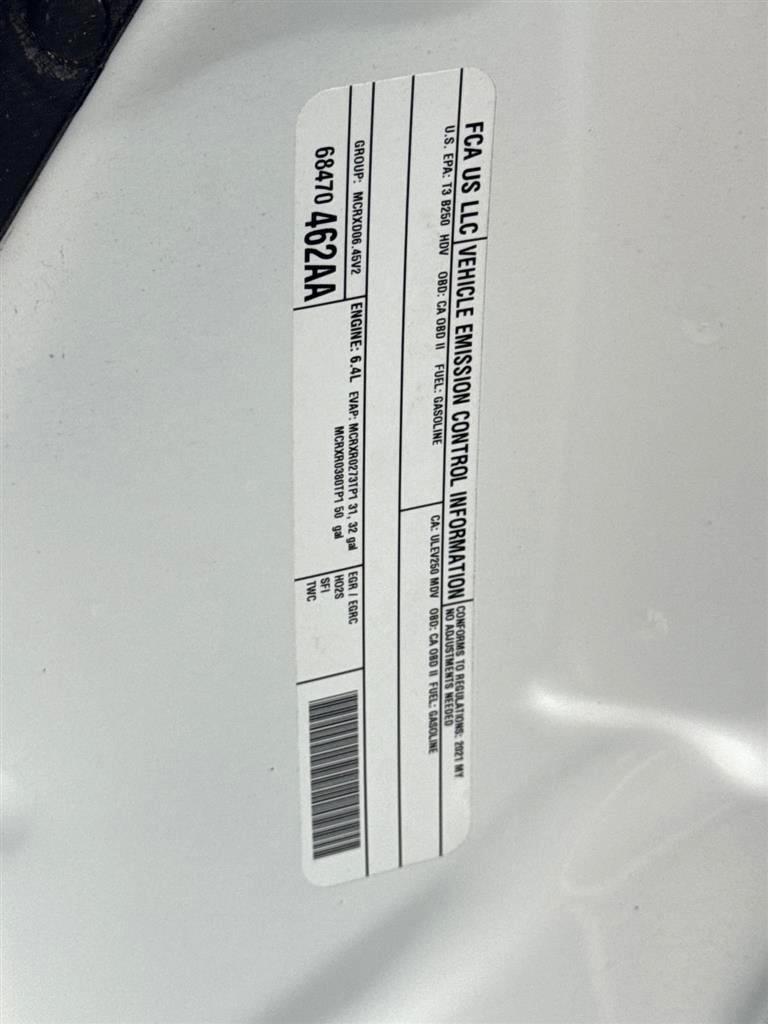 FCA US LLC VEHICLE EMISSION CONTROL INFORMATION
CONFORMS TO REGULATIONS: 2021 MY
NO ADJUSTMENTS NEEDED
U.S. EPA: T3 B250 HDV OBD: CA OBD II FUEL: GASOLINE
CA: ULEV250 MDV OBD: CA OBD II FUEL: GASOLINE
GROUP: MCRXD06.45V2
68470 462AA
ENGINE: 6.4L EVAP: MCRXR0273TP1 31, 32 gal
MCRXR0380TP1 50 gal
EGR / EGRC
HO2S
SFI
TWC